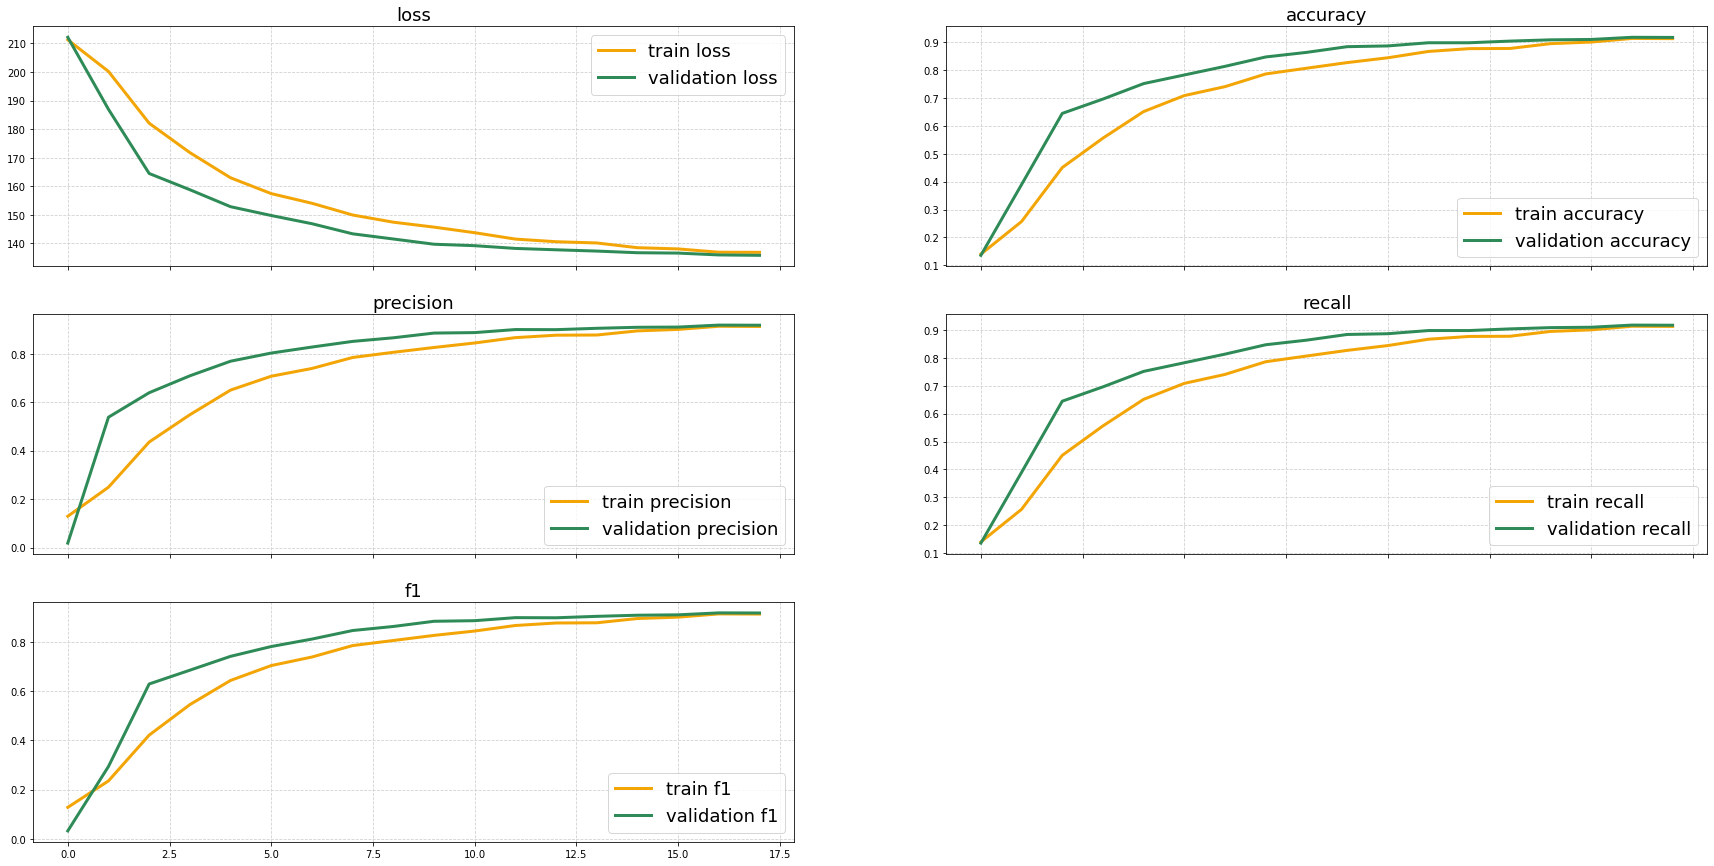 loss
210
200
190
180
170
160
150
140
train loss
validation loss
accuracy
0.9
0.8
0.7
0.6
0.5
0.4
0.3
0.2
0.1
train accuracy
validation accuracy
precision
0.8
0.6
0.4
0.2
0.0
train precision
validation precision
recall
0.9
0.8
0.7
0.6
0.5
0.4
0.3
0.2
0.1
train recall
validation recall
f1
0.8
0.6
0.4
0.2
0.0
train f1
validation f1
0.0 2.5 5.0 7.5 10.0 12.5 15.0 17.5